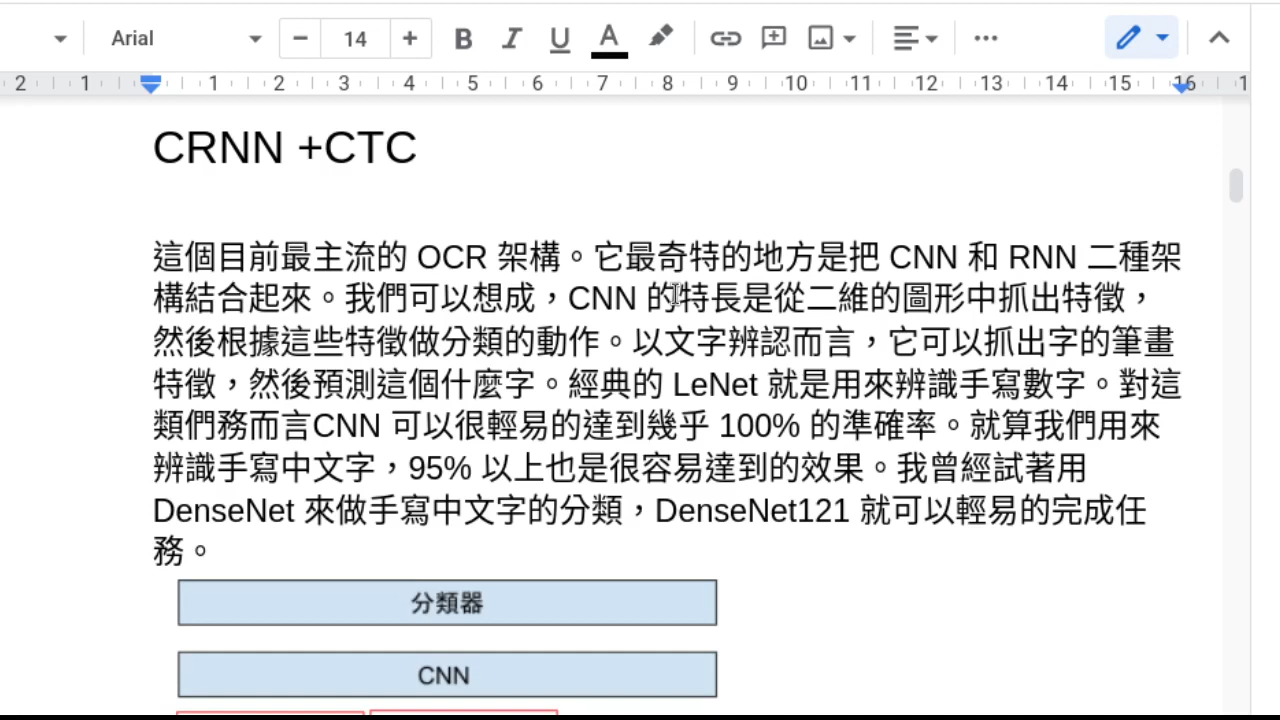 Arial
14
B I U A
2 1 1 2 3 4 5 6 7 8 9 10 11 12 13 14 15 16 1
CRNN +CTC
這個目前最主流的 OCR 架構。它最奇特的地方是把 CNN 和 RNN 二種架
構結合起來。我們可以想成，CNN 的特長是從二維的圖形中抓出特徵，
然後根據這些特徵做分類的動作。以文字辨認而言，它可以抓出字的筆畫
特徵，然後預測這個什麼字。經典的 LeNet 就是用來辨識手寫數字。對這
類們務而言CNN 可以很輕易的達到幾乎 100% 的準確率。就算我們用來
辨識手寫中文字，95% 以上也是很容易達到的效果。我曾經試著用
DenseNet 來做手寫中文字的分類，DenseNet121 就可以輕易的完成任
務。
分類器
CNN